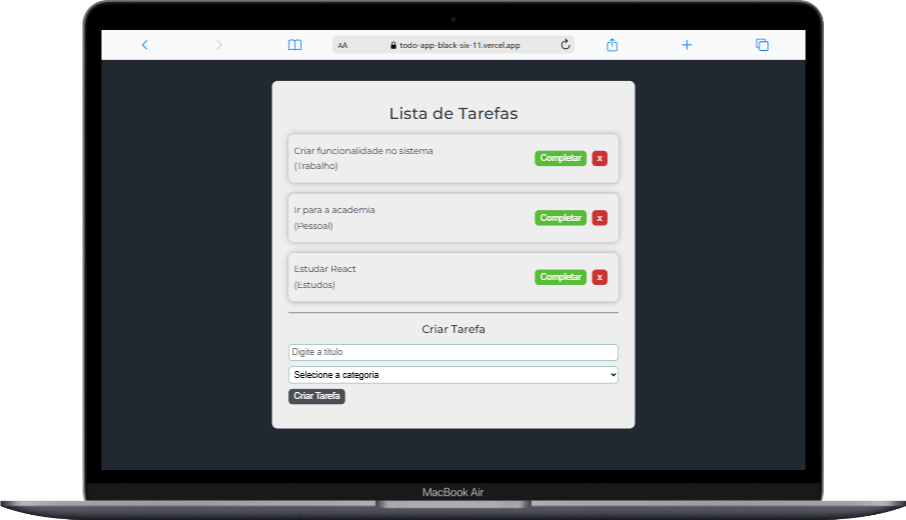 AA
todo-app-black-six-11.vercel.app
Lista de Tarefas
Criar funcionalidade no sistema
(Trabalho)
Completar x
Ir para a academia
(Pessoal)
Completar x
Estudar React
(Estudos)
Completar x
Criar Tarefa
Digite a título
Selecione a categoria
Criar Tarefa
MacBook Air